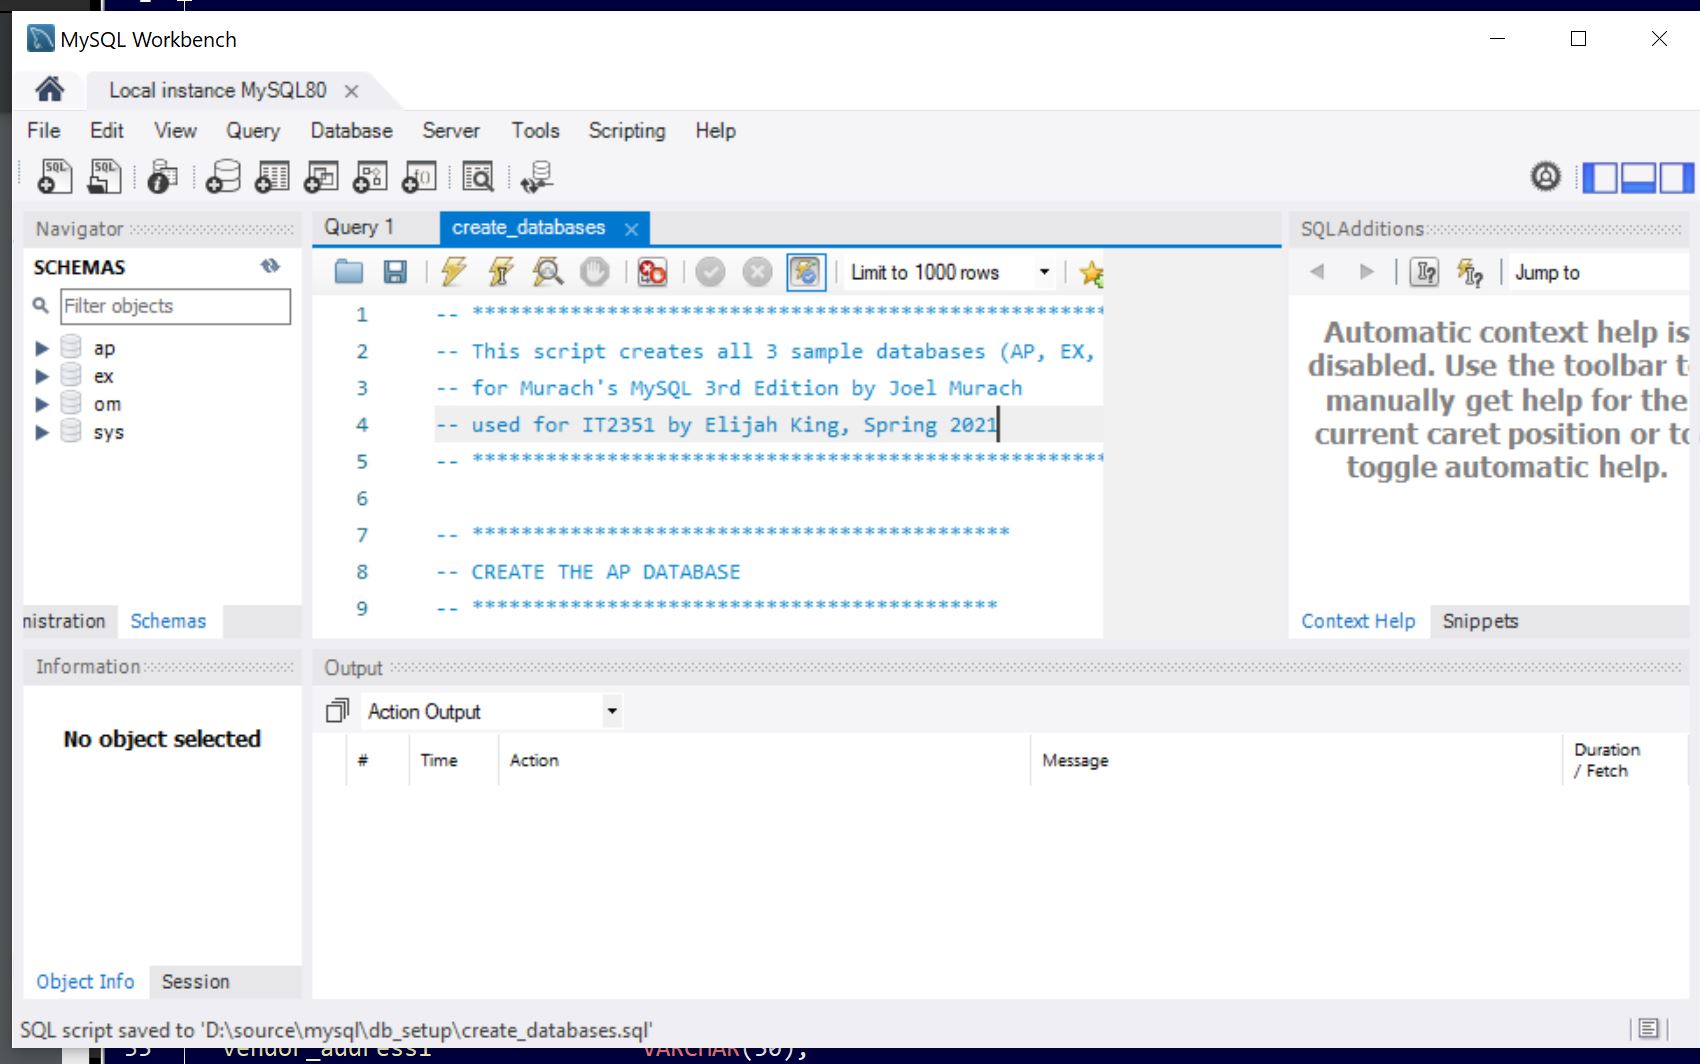 MySQL Workbench
Local instance MySQL80
File Edit View Query Database Server Tools Scripting Help
SQL SQL
Navigator
SCHEMAS
Filter objects
ap
ex
om
sys
nistration Schemas
Information
No object selected
Object Info Session
Query 1 create_databases
Limit to 1000 rows
1 -- ****************************************************
2 -- This script creates all 3 sample databases (AP, EX,
3 -- for Murach's MySQL 3rd Edition by Joel Murach
4 -- used for IT2351 by Elijah King, Spring 2021
5 -- ****************************************************
6
7 -- ********************************************
8 -- CREATE THE AP DATABASE
9 -- *******************************************
SQLAdditions
Jump to
Automatic context help is
disabled. Use the toolbar t
manually get help for the
current caret position or to
toggle automatic help.
Context Help Snippets
Output
Action Output
# Time Action Message Duration / Fetch
SQL script saved to 'D:\source\mysql\db_setup\create_databases.sql'
vendor_address1 VARCHAR(50),